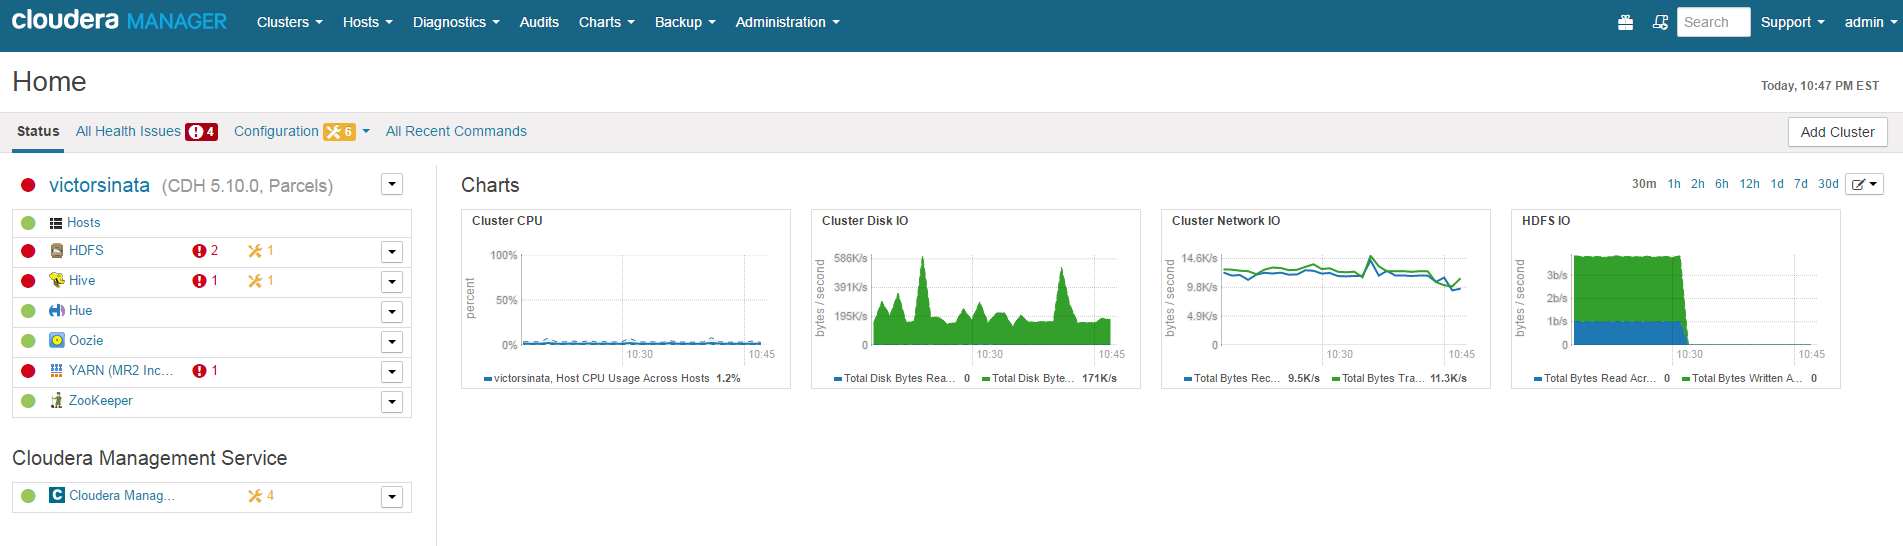 cloudera MANAGER Clusters Hosts Diagnostics Audits Charts Backup Administration Search Support admin
Home
Today, 10:47 PM EST
Status All Health Issues 4 Configuration 6 All Recent Commands Add Cluster
victorsinata (CDH 5.10.0, Parcels)
Hosts
HDFS 2 1
Hive 1 1
Hue
Oozie
YARN (MR2 Inc... 1
ZooKeeper
Cloudera Management Service
C Cloudera Manag... 4
Charts 30m 1h 2h 6h 12h 1d 7d 30d
Cluster CPU
percent
100%
50%
0%
10:30 10:45
victorsinata, Host CPU Usage Across Hosts 1.2%
Cluster Disk IO
bytes / second
586K/s
391K/s
195K/s
0
10:30 10:45
Total Disk Bytes Rea... 0 Total Disk Byte... 171K/s
Cluster Network IO
bytes / second
14.6K/s
9.8K/s
4.9K/s
0
10:30 10:45
Total Bytes Rec... 9.5K/s Total Bytes Tra... 11.3K/s
HDFS IO
bytes / second
3b/s
2b/s
1b/s
0
10:30 10:45
Total Bytes Read Acr... 0 Total Bytes Written A... 0